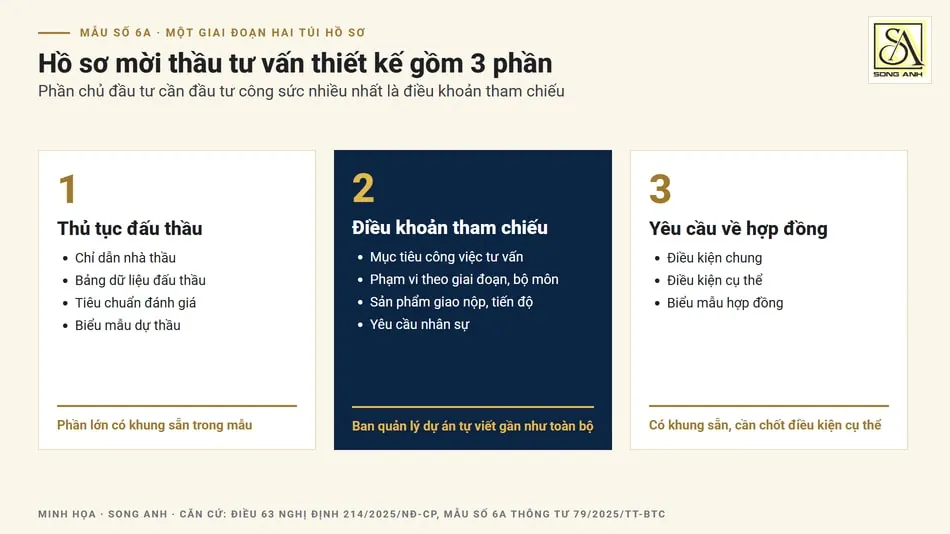 MẪU SỐ 6A · MỘT GIAI ĐOẠN HAI TÚI HỒ SƠ
Hồ sơ mời thầu tư vấn thiết kế gồm 3 phần
Phần chủ đầu tư cần đầu tư công sức nhiều nhất là điều khoản tham chiếu
SA
SONG ANH
1
Thủ tục đấu thầu
• Chỉ dẫn nhà thầu
• Bảng dữ liệu đấu thầu
• Tiêu chuẩn đánh giá
• Biểu mẫu dự thầu
Phần lớn có khung sẵn trong mẫu
2
Điều khoản tham chiếu
• Mục tiêu công việc tư vấn
• Phạm vi theo giai đoạn, bộ môn
• Sản phẩm giao nộp, tiến độ
• Yêu cầu nhân sự
Ban quản lý dự án tự viết gần như toàn bộ
3
Yêu cầu về hợp đồng
• Điều kiện chung
• Điều kiện cụ thể
• Biểu mẫu hợp đồng
Có khung sẵn, cần chốt điều kiện cụ thể
MINH HỌA · SONG ANH · CĂN CỨ: ĐIỀU 63 NGHỊ ĐỊNH 214/2025/NĐ-CP, MẪU SỐ 6A THÔNG TƯ 79/2025/TT-BTC